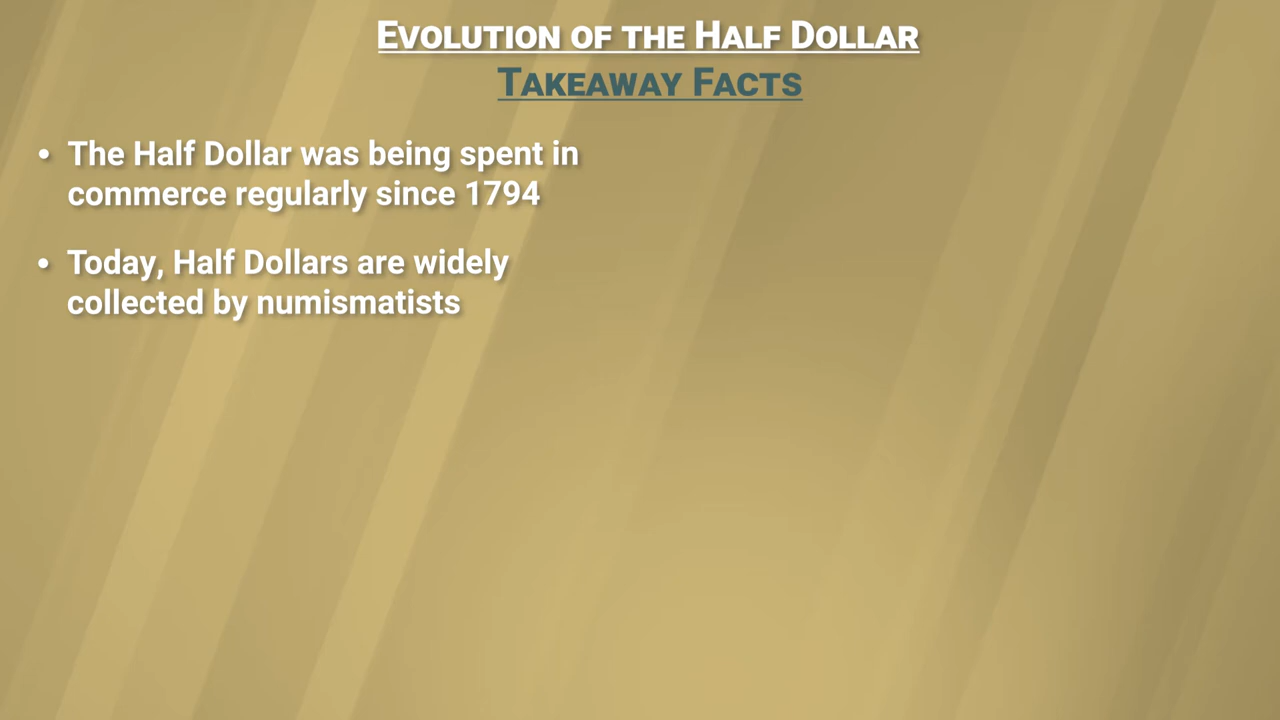 Evolution of the Half Dollar
Takeaway Facts
• The Half Dollar was being spent in
commerce regularly since 1794
• Today, Half Dollars are widely
collected by numismatists